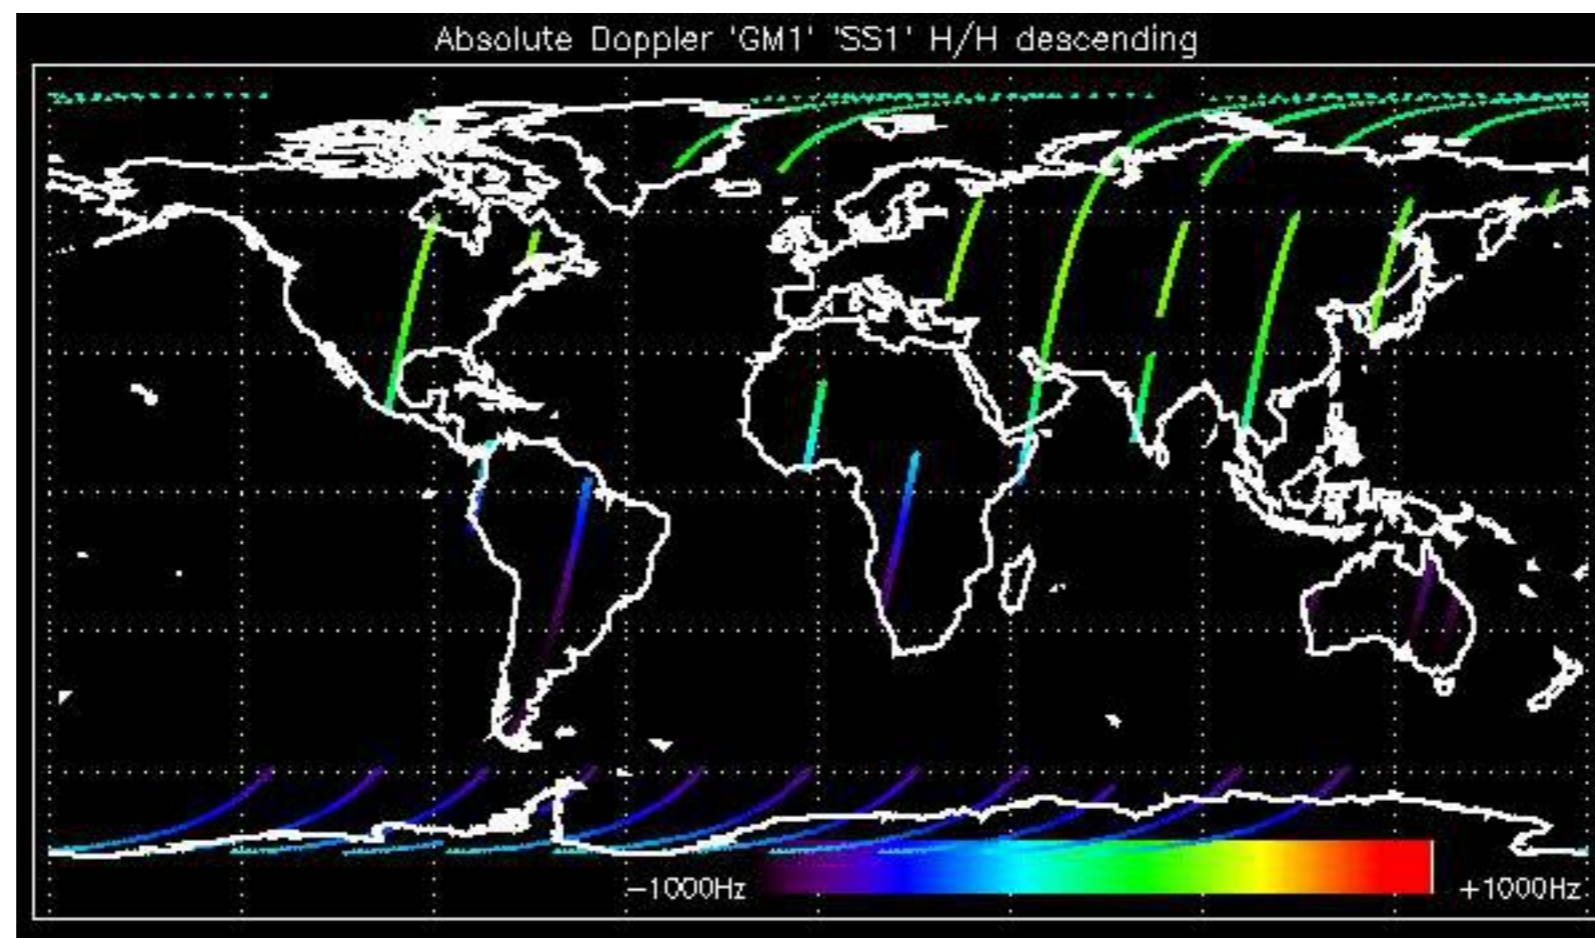 Absolute Doppler 'GM1' 'SS1' H/H descending
-1000Hz +1000Hz